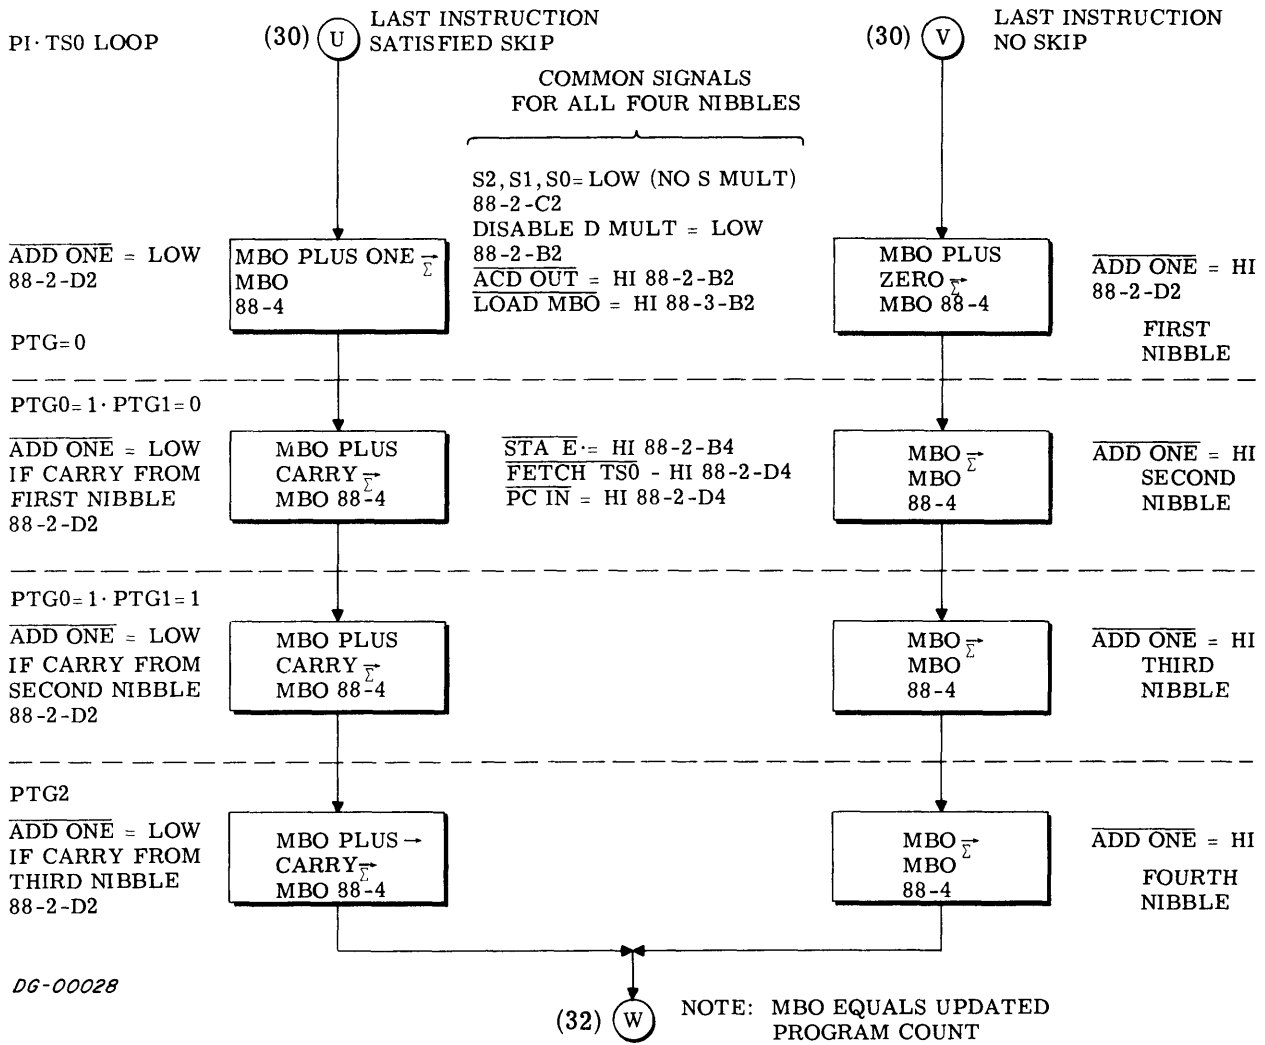 PI·TS0 LOOP
(30) U LAST INSTRUCTION
SATISFIED SKIP
(30) V LAST INSTRUCTION
NO SKIP
COMMON SIGNALS
FOR ALL FOUR NIBBLES
S2, S1, S0= LOW (NO S MULT)
88-2-C2
DISABLE D MULT = LOW
88-2-B2
ACD OUT = HI 88-2-B2
LOAD MBO = HI 88-3-B2
ADD ONE = LOW
88-2-D2
PTG=0
MBO PLUS ONE →
Σ
MBO
88-4
MBO PLUS
ZERO →
Σ
MBO 88-4
ADD ONE = HI
88-2-D2
FIRST
NIBBLE
PTG0=1·PTG1=0
ADD ONE = LOW
IF CARRY FROM
FIRST NIBBLE
88-2-D2
MBO PLUS
CARRY →
Σ
MBO 88-4
STA E·= HI 88-2-B4
FETCH TS0 - HI 88-2-D4
PC IN = HI 88-2-D4
MBO →
Σ
MBO
88-4
ADD ONE = HI
SECOND
NIBBLE
PTG0=1·PTG1=1
ADD ONE = LOW
IF CARRY FROM
SECOND NIBBLE
88-2-D2
MBO PLUS
CARRY →
Σ
MBO 88-4
MBO →
MBO Σ
88-4
ADD ONE = HI
THIRD
NIBBLE
PTG2
ADD ONE = LOW
IF CARRY FROM
THIRD NIBBLE
88-2-D2
MBO PLUS →
CARRY →
Σ
MBO 88-4
MBO →
Σ
MBO
88-4
ADD ONE = HI
FOURTH
NIBBLE
DG-00028
(32) W NOTE: MBO EQUALS UPDATED
PROGRAM COUNT